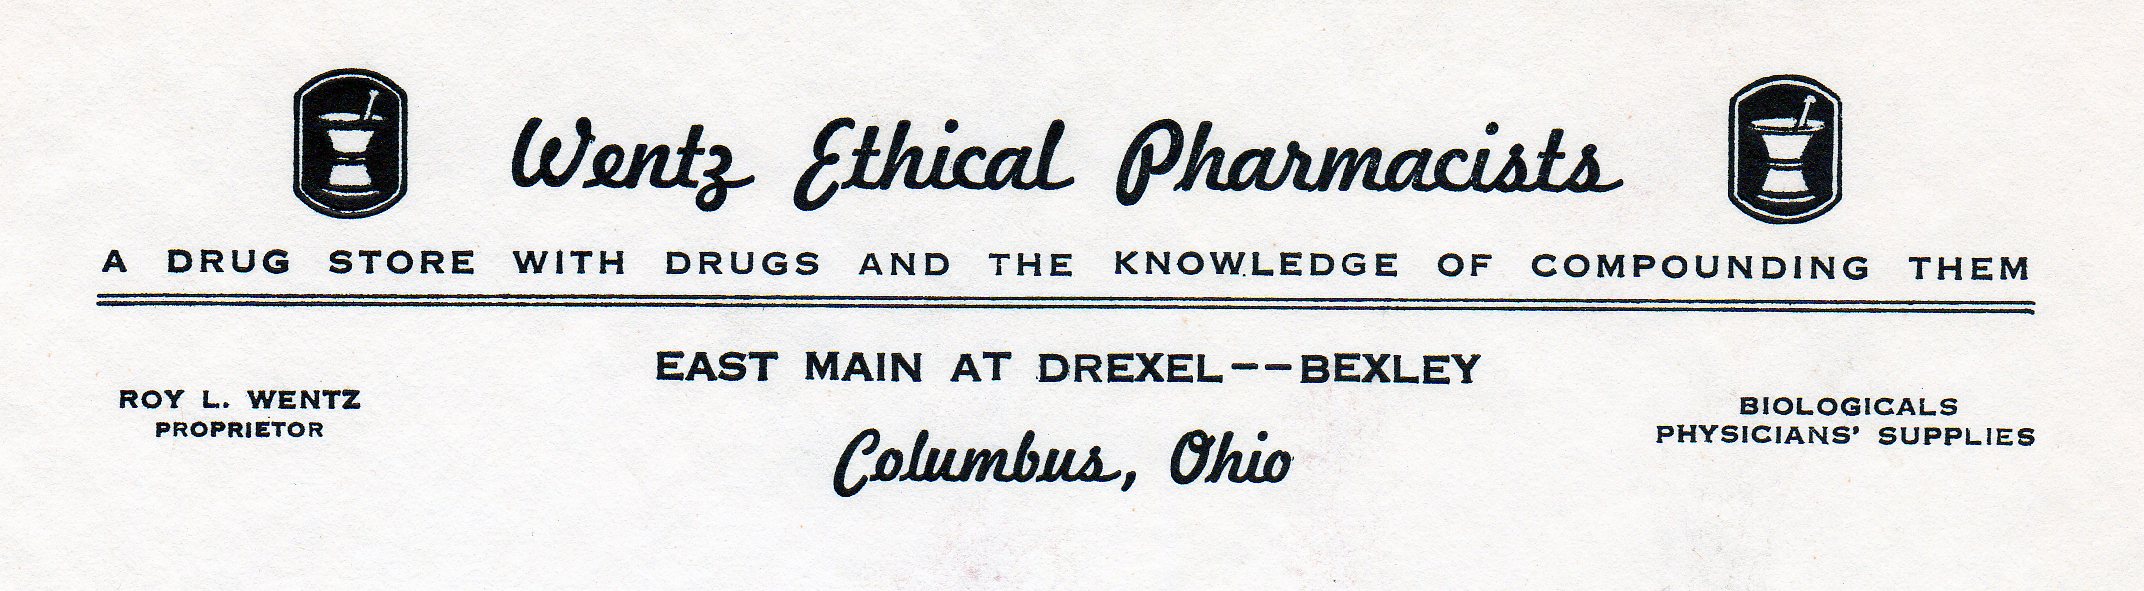 Wentz Ethical Pharmacists
A DRUG STORE WITH DRUGS AND THE KNOWLEDGE OF COMPOUNDING THEM
EAST MAIN AT DREXEL--BEXLEY
ROY L. WENTZ
PROPRIETOR
BIOLOGICALS
PHYSICIANS' SUPPLIES
Columbus, Ohio